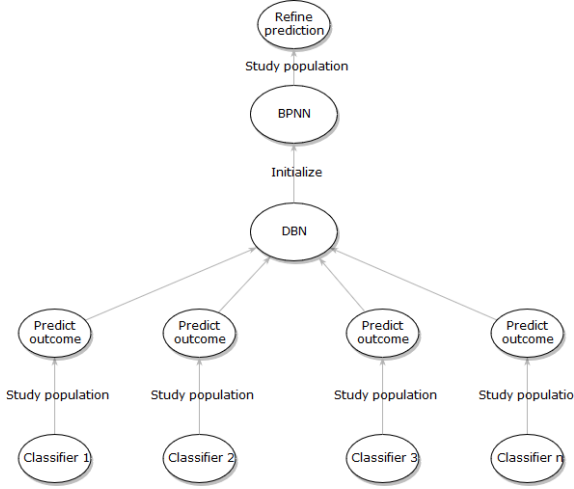 Refine
prediction
Study population
BPNN
Initialize
DBN
Predict
outcome
Predict
outcome
Predict
outcome
Predict
outcome
Study population
Study population
Study population
Study populatio
Classifier 1
Classifier 2
Classifier 3
Classifier n